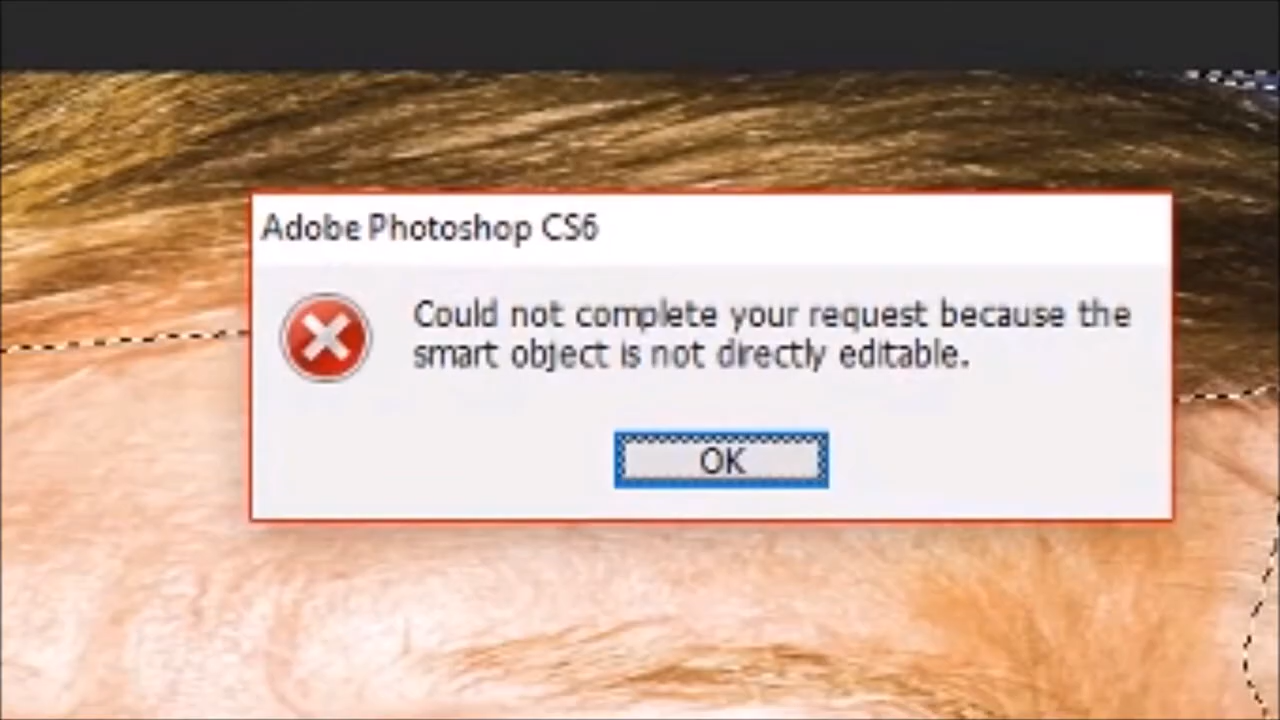 Adobe Photoshop CS6
Could not complete your request because the
smart object is not directly editable.
OK